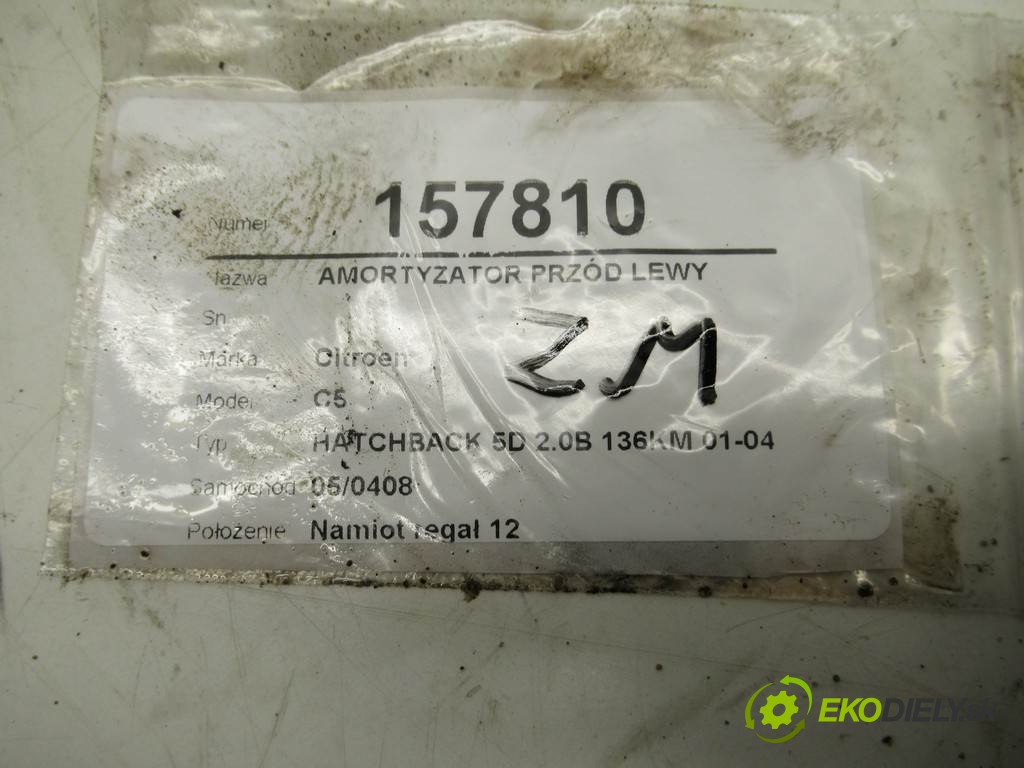 Numer 157810
Nazwa AMORTYZATOR PRZÓD LEWY
Sn
Marka Citroen
Model C5
Typ HATCHBACK 5D 2.0B 136KM 01-04
Samochód 05/0408
Położenie Namiot regał 12
ZM
EKODIELY